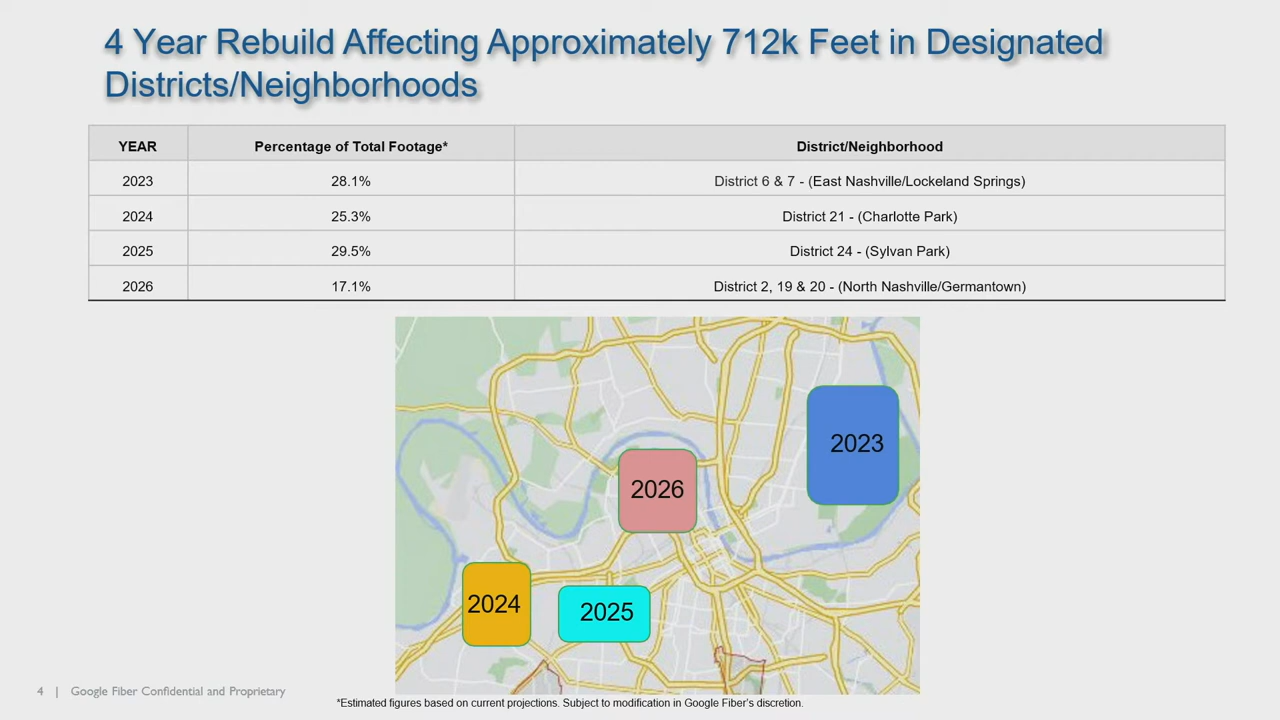 4 Year Rebuild Affecting Approximately 712k Feet in Designated
Districts/Neighborhoods
YEAR Percentage of Total Footage* District/Neighborhood
2023 28.1% District 6 & 7 - (East Nashville/Lockeland Springs)
2024 25.3% District 21 - (Charlotte Park)
2025 29.5% District 24 - (Sylvan Park)
2026 17.1% District 2, 19 & 20 - (North Nashville/Germantown)
2023
2026
2024
2025
4 | Google Fiber Confidential and Proprietary
*Estimated figures based on current projections. Subject to modification in Google Fiber's discretion.